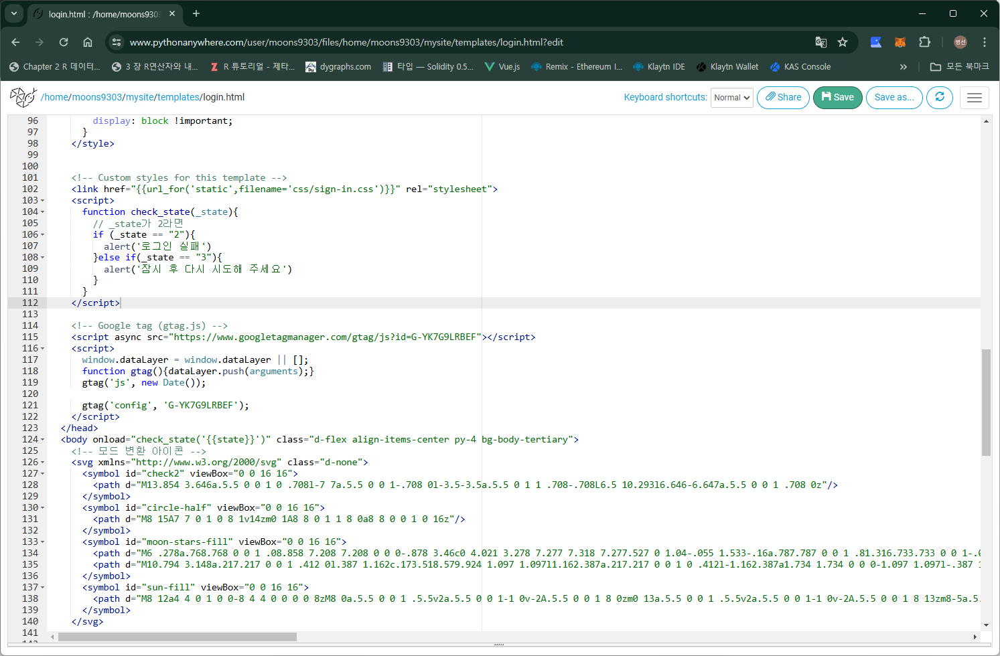 login.html : /home/moons930
www.pythonanywhere.com/user/moons9303/files/home/moons9303/mysite/templates/login.html?edit
병선
Chapter 2 R 데이터...
3 장 R연산자와 내...
R 튜토리얼 - 제타...
dygraphs.com
타입 — Solidity 0.5...
Vue.js
Remix - Ethereum I...
Klaytn IDE
Klaytn Wallet
KAS Console
»
모든 북마크
/home/moons9303/mysite/templates/login.html
Keyboard shortcuts:
Normal
Share
Save
Save as...
96 display: block !important;
97 }
98 </style>
99
100
101 <!-- Custom styles for this template -->
102 <link href="{{url_for('static',filename='css/sign-in.css')}}" rel="stylesheet">
103 <script>
104 function check_state(_state){
105 // _state가 2라면
106 if (_state == "2"){
107 alert('로그인 실패')
108 }else if(_state == "3"){
109 alert('잠시 후 다시 시도해 주세요')
110 }
111 }
112 </script>
113
114 <!-- Google tag (gtag.js) -->
115 <script async src="https://www.googletagmanager.com/gtag/js?id=G-YK7G9LRBEF"></script>
116 <script>
117 window.dataLayer = window.dataLayer || [];
118 function gtag(){dataLayer.push(arguments);}
119 gtag('js', new Date());
120
121 gtag('config', 'G-YK7G9LRBEF');
122 </script>
123 </head>
124 <body onload="check_state('{{state}}')" class="d-flex align-items-center py-4 bg-body-tertiary">
125 <!-- 모드 변환 아이콘 -->
126 <svg xmlns="http://www.w3.org/2000/svg" class="d-none">
127 <symbol id="check2" viewBox="0 0 16 16">
128 <path d="M13.854 3.646a.5.5 0 0 1 0 .708l-7 7a.5.5 0 0 1-.708 0l-3.5-3.5a.5.5 0 1 1 .708-.708L6.5 10.293l6.646-6.647a.5.5 0 0 1 .708 0z"/>
129 </symbol>
130 <symbol id="circle-half" viewBox="0 0 16 16">
131 <path d="M8 15A7 7 0 1 0 8 1v14zm0 1A8 8 0 1 1 8 0a8 8 0 0 1 0 16z"/>
132 </symbol>
133 <symbol id="moon-stars-fill" viewBox="0 0 16 16">
134 <path d="M6 .278a.768.768 0 0 1 .08.858 7.208 7.208 0 0 0-.878 3.46c0 4.021 3.278 7.277 7.318 7.277.527 0 1.04-.055 1.533-.16a.787.787 0 0 1 .81.316.733.733 0 0 1-.0
135 <path d="M10.794 3.148a.217.217 0 0 1 .412 0l.387 1.162c.173.518.579.924 1.097 1.097l1.162.387a.217.217 0 0 1 0 .412l-1.162.387a1.734 1.734 0 0 0-1.097 1.097l-.387 1
136 </symbol>
137 <symbol id="sun-fill" viewBox="0 0 16 16">
138 <path d="M8 12a4 4 0 1 0 0-8 4 4 0 0 0 0 8zM8 0a.5.5 0 0 1 .5.5v2a.5.5 0 0 1-1 0v-2A.5.5 0 0 1 8 0zm0 13a.5.5 0 0 1 .5.5v2a.5.5 0 0 1-1 0v-2A.5.5 0 0 1 8 13zm8-5a.5.
139 </symbol>
140 </svg>
141